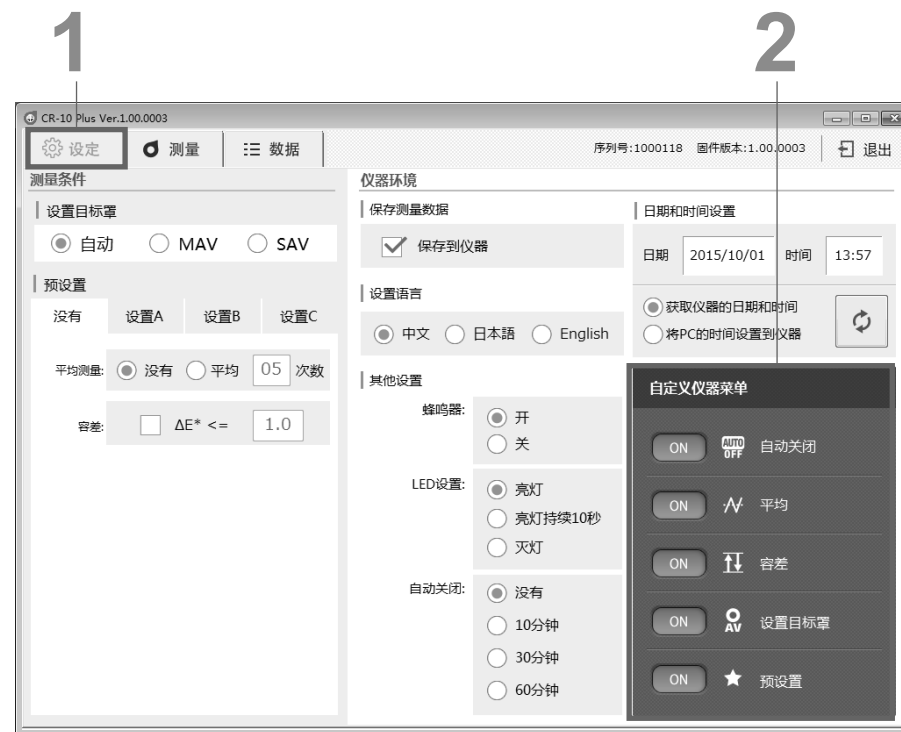 1
2
CR-10 Plus Ver.1.00.0003
设定
测量
数据
序列号:1000118 固件版本:1.00.0003
退出
测量条件
设置目标罩
自动 MAV SAV
预设置
没有 设置A 设置B 设置C
平均测量: 没有 平均 05 次数
容差: ΔE* <= 1.0
仪器环境
保存测量数据
保存到仪器
设置语言
中文 日本語 English
其他设置
蜂鸣器: 开
关
LED设置: 亮灯
亮灯持续10秒
灭灯
自动关闭: 没有
10分钟
30分钟
60分钟
日期和时间设置
日期 2015/10/01 时间 13:57
获取仪器的日期和时间
将PC的时间设置到仪器
自定义仪器菜单
ON AUTO OFF 自动关闭
ON 平均
ON 容差
ON AV 设置目标罩
ON 预设置